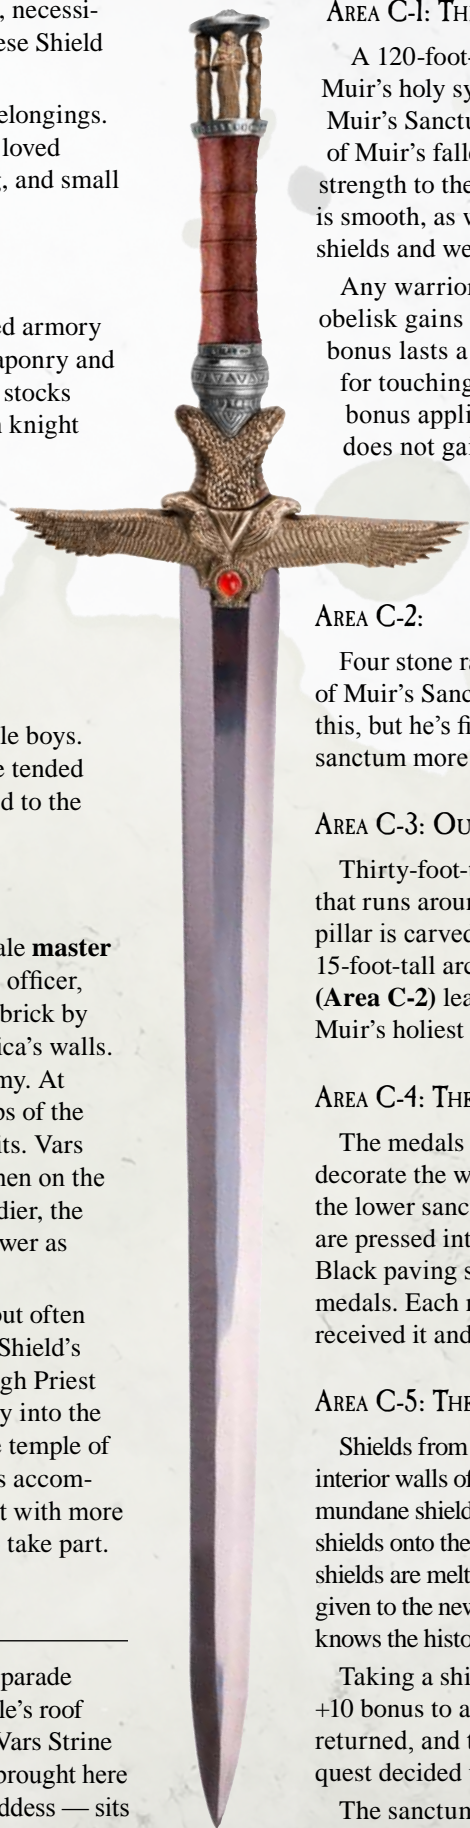 , necessi-
ese Shield
elongings.
loved
, and small
ed armory
aponry and
stocks
knight
le boys.
e tended
d to the
ale master
officer,
brick by
ica's walls.
my. At
ps of the
its. Vars
hen on the
dier, the
wer as
out often
Shield's
gh Priest
y into the
e temple of
s accom-
t with more
take part.
parade
le's roof
Vars Strine
brought here
ddess — sits
Area C-1: Th
A 120-foot-
Muir's holy sy
Muir's Sanctu
of Muir's falle
strength to the
is smooth, as w
shields and we
Any warrior
obelisk gains
bonus lasts a
for touching
bonus appli
does not gai
Area C-2:
Four stone ra
of Muir's Sanc
this, but he's fi
sanctum more
Area C-3: Ou
Thirty-foot-t
that runs aroun
pillar is carved
15-foot-tall arc
(Area C-2) lea
Muir's holiest
Area C-4: The
The medals
decorate the w
the lower sanc
are pressed int
Black paving s
medals. Each r
received it and
Area C-5: The
Shields from
interior walls of
mundane shield
shields onto the
shields are melt
given to the new
knows the histo
Taking a shi
+10 bonus to a
returned, and t
quest decided
The sanctum